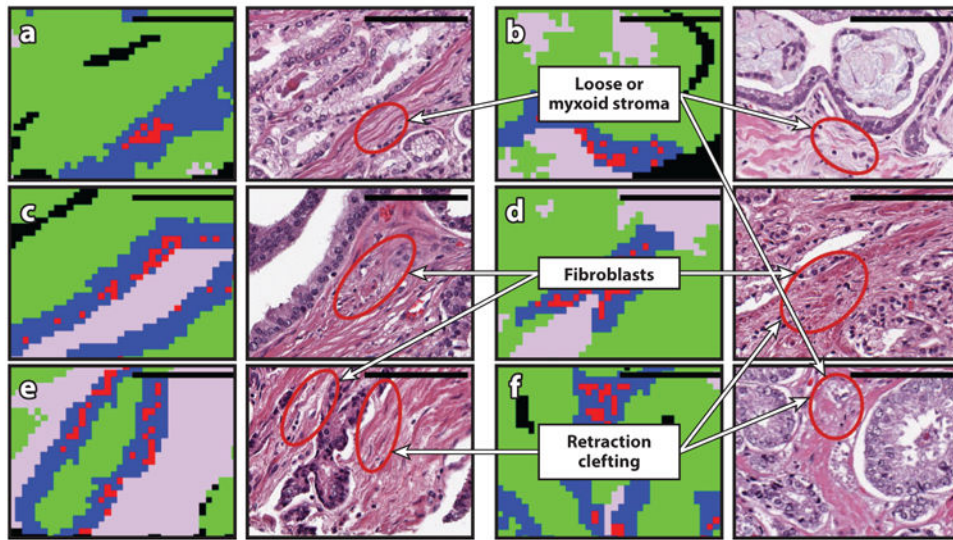 a
b
Loose or
myxoid stroma
c
d
Fibroblasts
e
f
Retraction
clefting